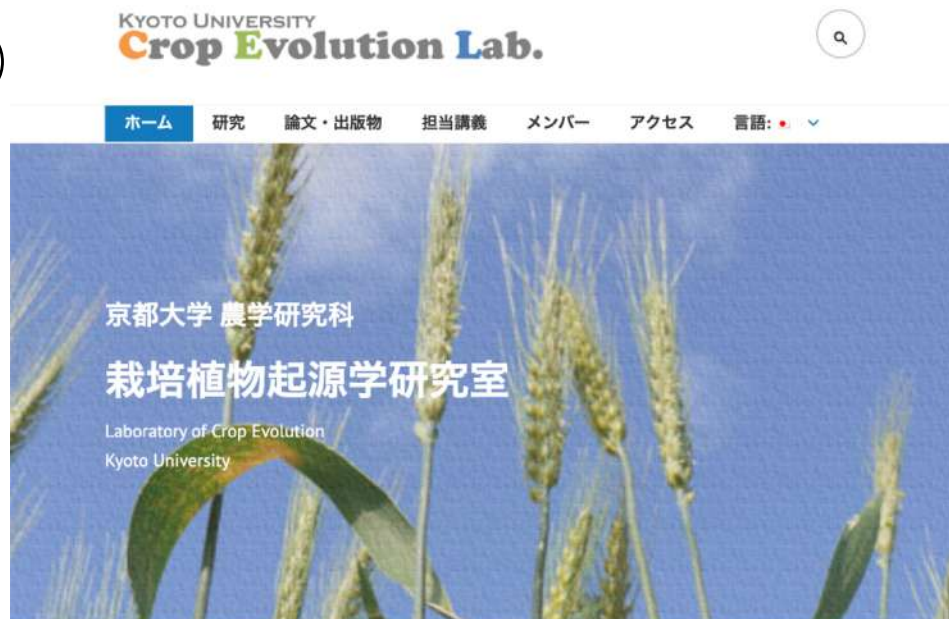 )
KYOTO UNIVERSITY
Crop Evolution Lab.
ホーム 研究 論文・出版物 担当講義 メンバー アクセス 言語:
京都大学 農学研究科
栽培植物起源学研究室
Laboratory of Crop Evolution
Kyoto University